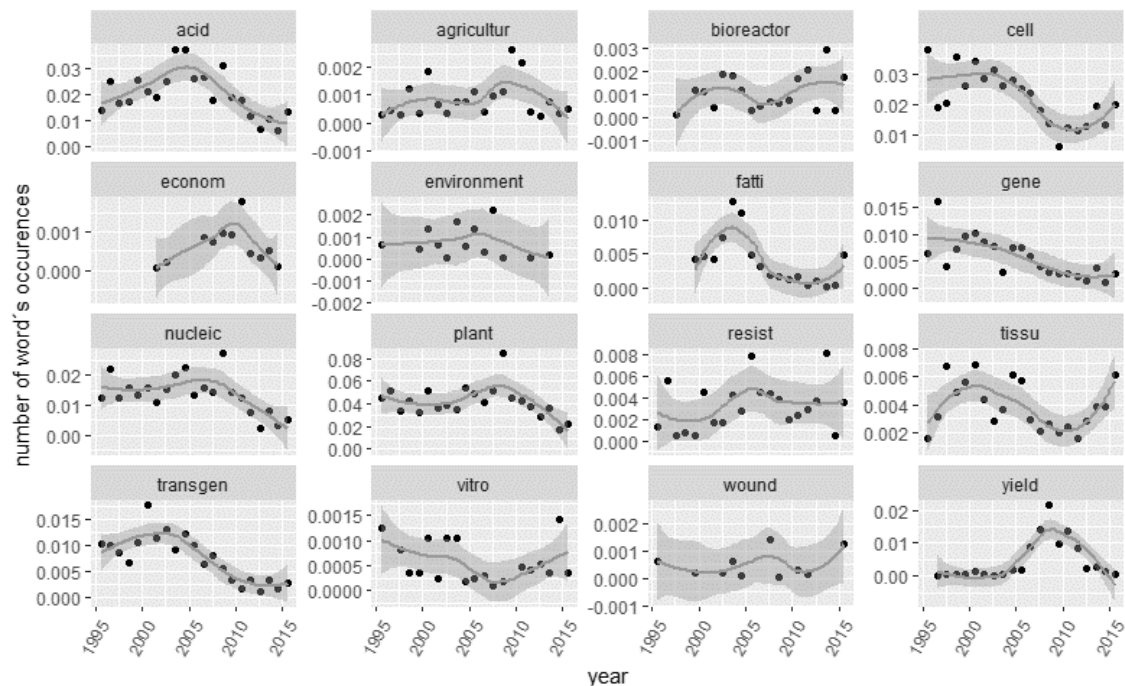 acid agricultur bioreactor cell
0.03 0.02 0.01 0.00
0.002 0.001 0.000 -0.001
0.003 0.002 0.001 0.000 -0.001
0.03 0.02 0.01
econom environment fatti gene
0.001 0.000
0.002 0.001 0.000 -0.001 -0.002
0.010 0.005 0.000
0.015 0.010 0.005 0.000
nucleic plant resist tissu
0.02 0.01 0.00
0.08 0.06 0.04 0.02 0.00
0.008 0.006 0.004 0.002 0.000
0.008 0.006 0.004 0.002
transgen vitro wound yield
0.015 0.010 0.005 0.000
0.0015 0.0010 0.0005 0.0000
0.002 0.001 0.000 -0.001
0.02 0.01 0.00
number of word´s occurences
1995 2000 2005 2010 2015 1995 2000 2005 2010 2015 1995 2000 2005 2010 2015 1995 2000 2005 2010 2015
year